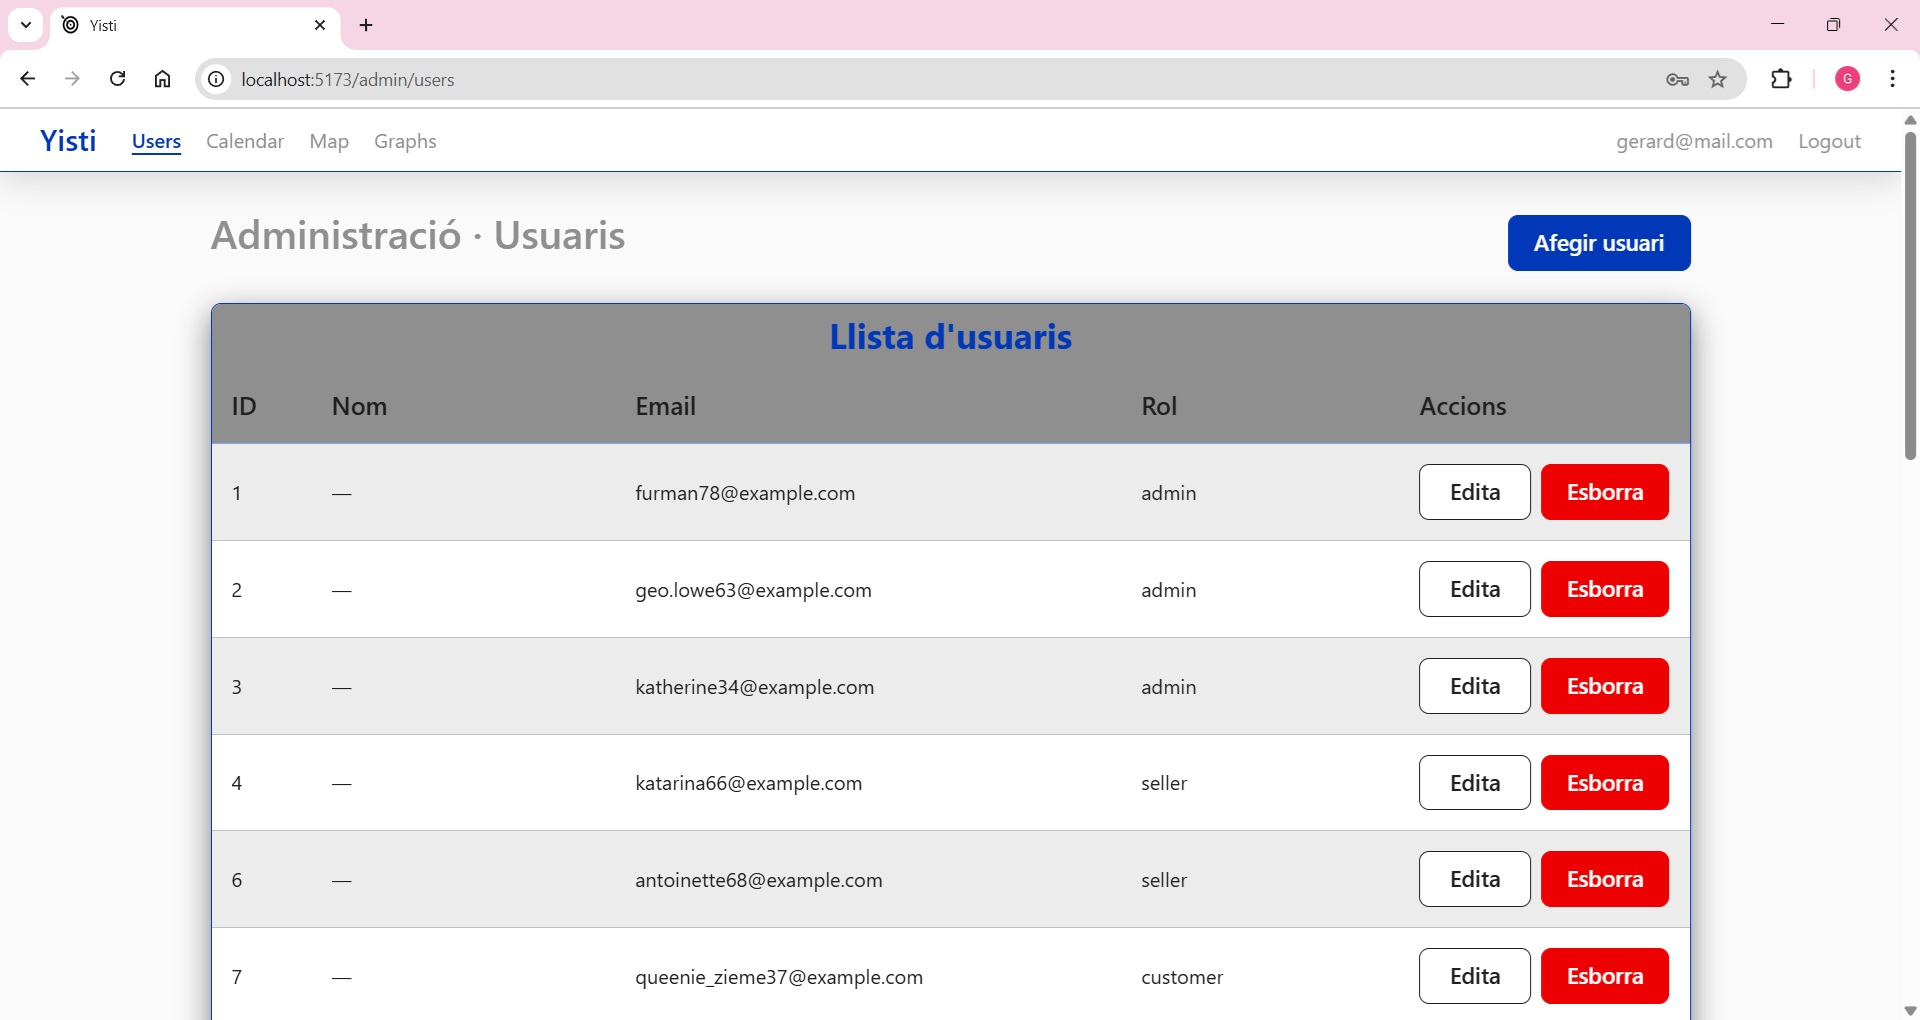 Yisti
localhost:5173/admin/users
G
Yisti Users Calendar Map Graphs gerard@mail.com Logout
Administració · Usuaris
Afegir usuari
Llista d'usuaris
ID Nom Email Rol Accions
1 — furman78@example.com admin Edita Esborra
2 — geo.lowe63@example.com admin Edita Esborra
3 — katherine34@example.com admin Edita Esborra
4 — katarina66@example.com seller Edita Esborra
6 — antoinette68@example.com seller Edita Esborra
7 — queenie_zieme37@example.com customer Edita Esborra